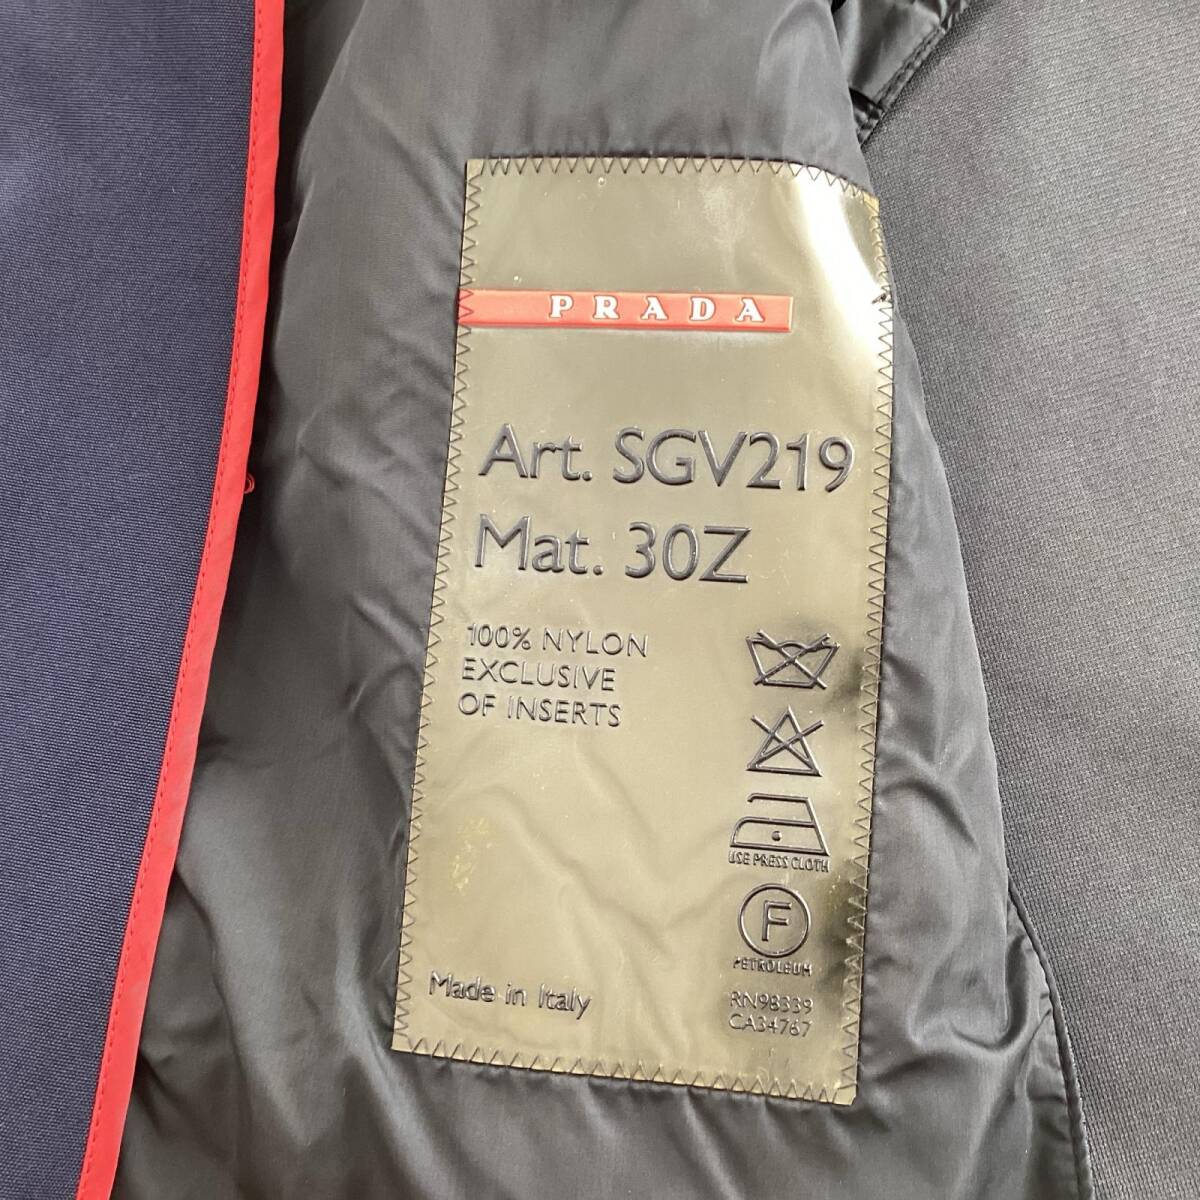 PRADA
Art. SGV219
Mat. 30Z
100% NYLON
EXCLUSIVE
OF INSERTS
USE PRESS CLOTH
F
PETROLEUM
Made in Italy
RN98339
CA34767